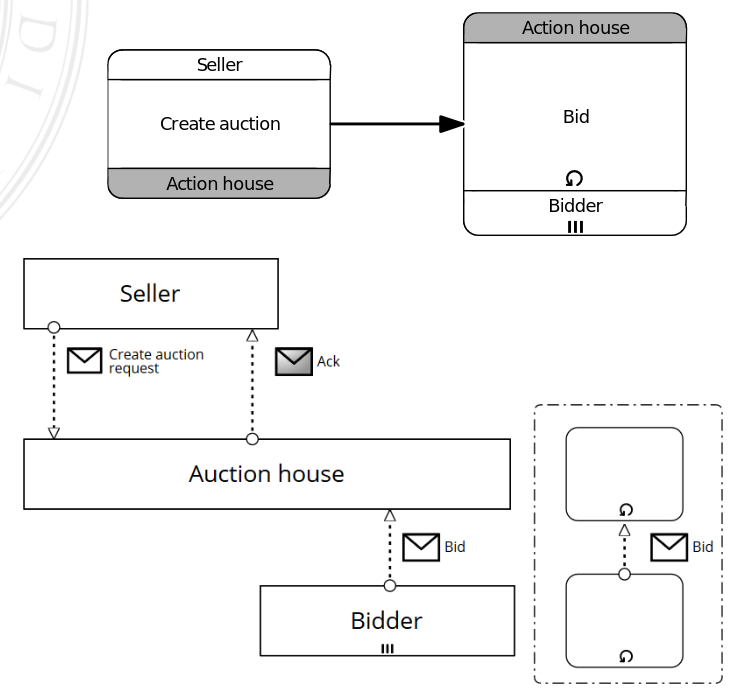 DI
Seller
Create auction
Action house
Action house
Bid
Bidder
Seller
Create auction
request
Ack
Auction house
Bid
Bidder
Bid